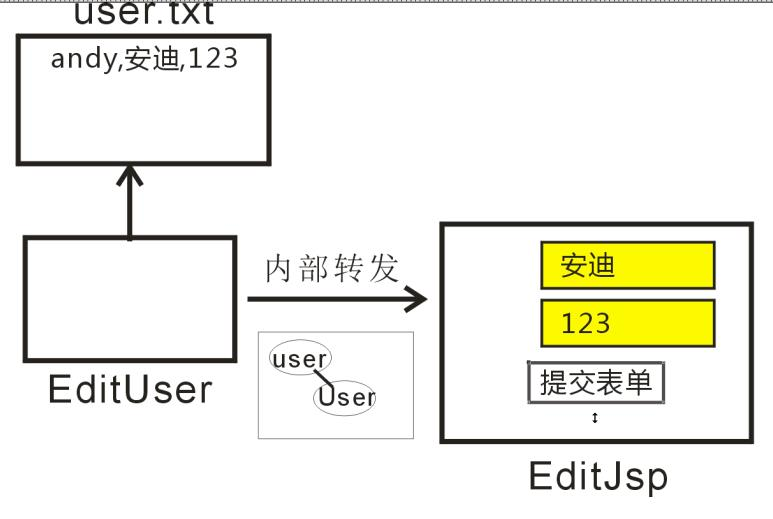 user.txt
andy,安迪,123
EditUser
内部转发
user
User
安迪
123
提交表单
EditJsp